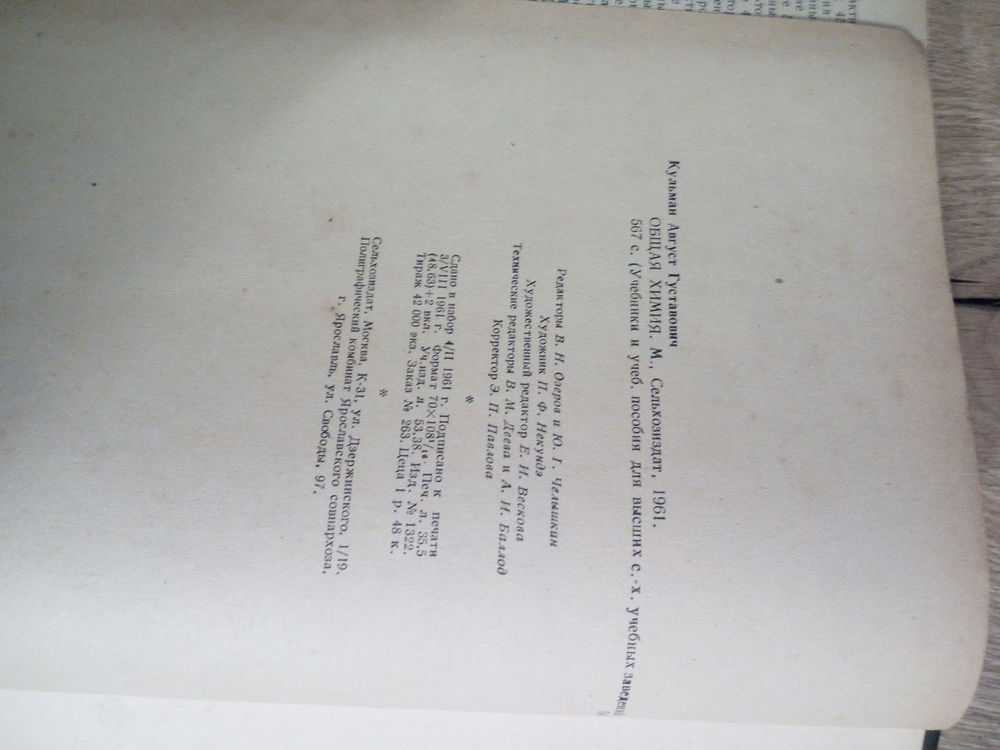 Кульман Август Густавович
ОБЩАЯ ХИМИЯ. М., Сельхозиздат, 1961.
567 с. (Учебники и учеб. пособия для высших с.-х. учебных заведений
Редакторы В. Н. Озеров и Ю. Г. Челышкин
Художник П. Ф. Некундэ
Художественный редактор Е. И. Вескова
Технические редакторы В. М. Деева и А. И. Баллод
Корректор Э. П. Павлова
*
Сдано в набор 4/II 1961 г. Подписано к печати
3/VIII 1961 г. Формат 70×108¹/₁₆. Печ. л. 35,5
(48,63)+2 вкл. Уч.изд. л. 53,38. Изд. № 1322.
Тираж 42 000 экз. Заказ № 263. Цеца 1 р. 48 к.
*
Сельхозиздат, Москва, К-31, ул. Дзержинского, 1/19.
Полиграфический комбинат Ярославского совнархоза,
г. Ярославль, ул. Свободы, 97.